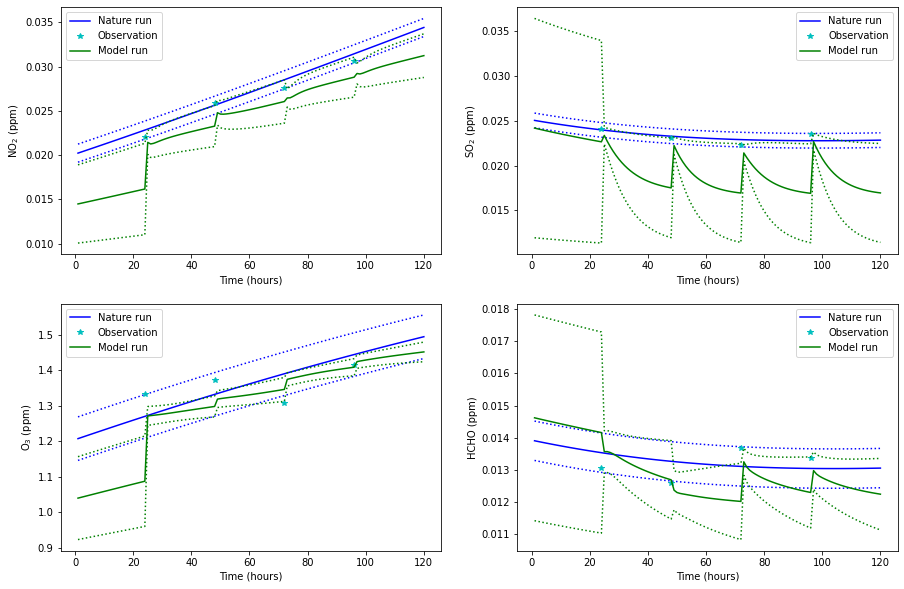 0.035
0.030
0.025
0.020
0.015
0.010
NO₂ (ppm)
Nature run
Observation
Model run
0 20 40 60 80 100 120
Time (hours)
0.035
0.030
0.025
0.020
0.015
SO₂ (ppm)
Nature run
Observation
Model run
0 20 40 60 80 100 120
Time (hours)
1.5
1.4
1.3
1.2
1.1
1.0
0.9
O₃ (ppm)
Nature run
Observation
Model run
0 20 40 60 80 100 120
Time (hours)
0.018
0.017
0.016
0.015
0.014
0.013
0.012
0.011
HCHO (ppm)
Nature run
Observation
Model run
0 20 40 60 80 100 120
Time (hours)